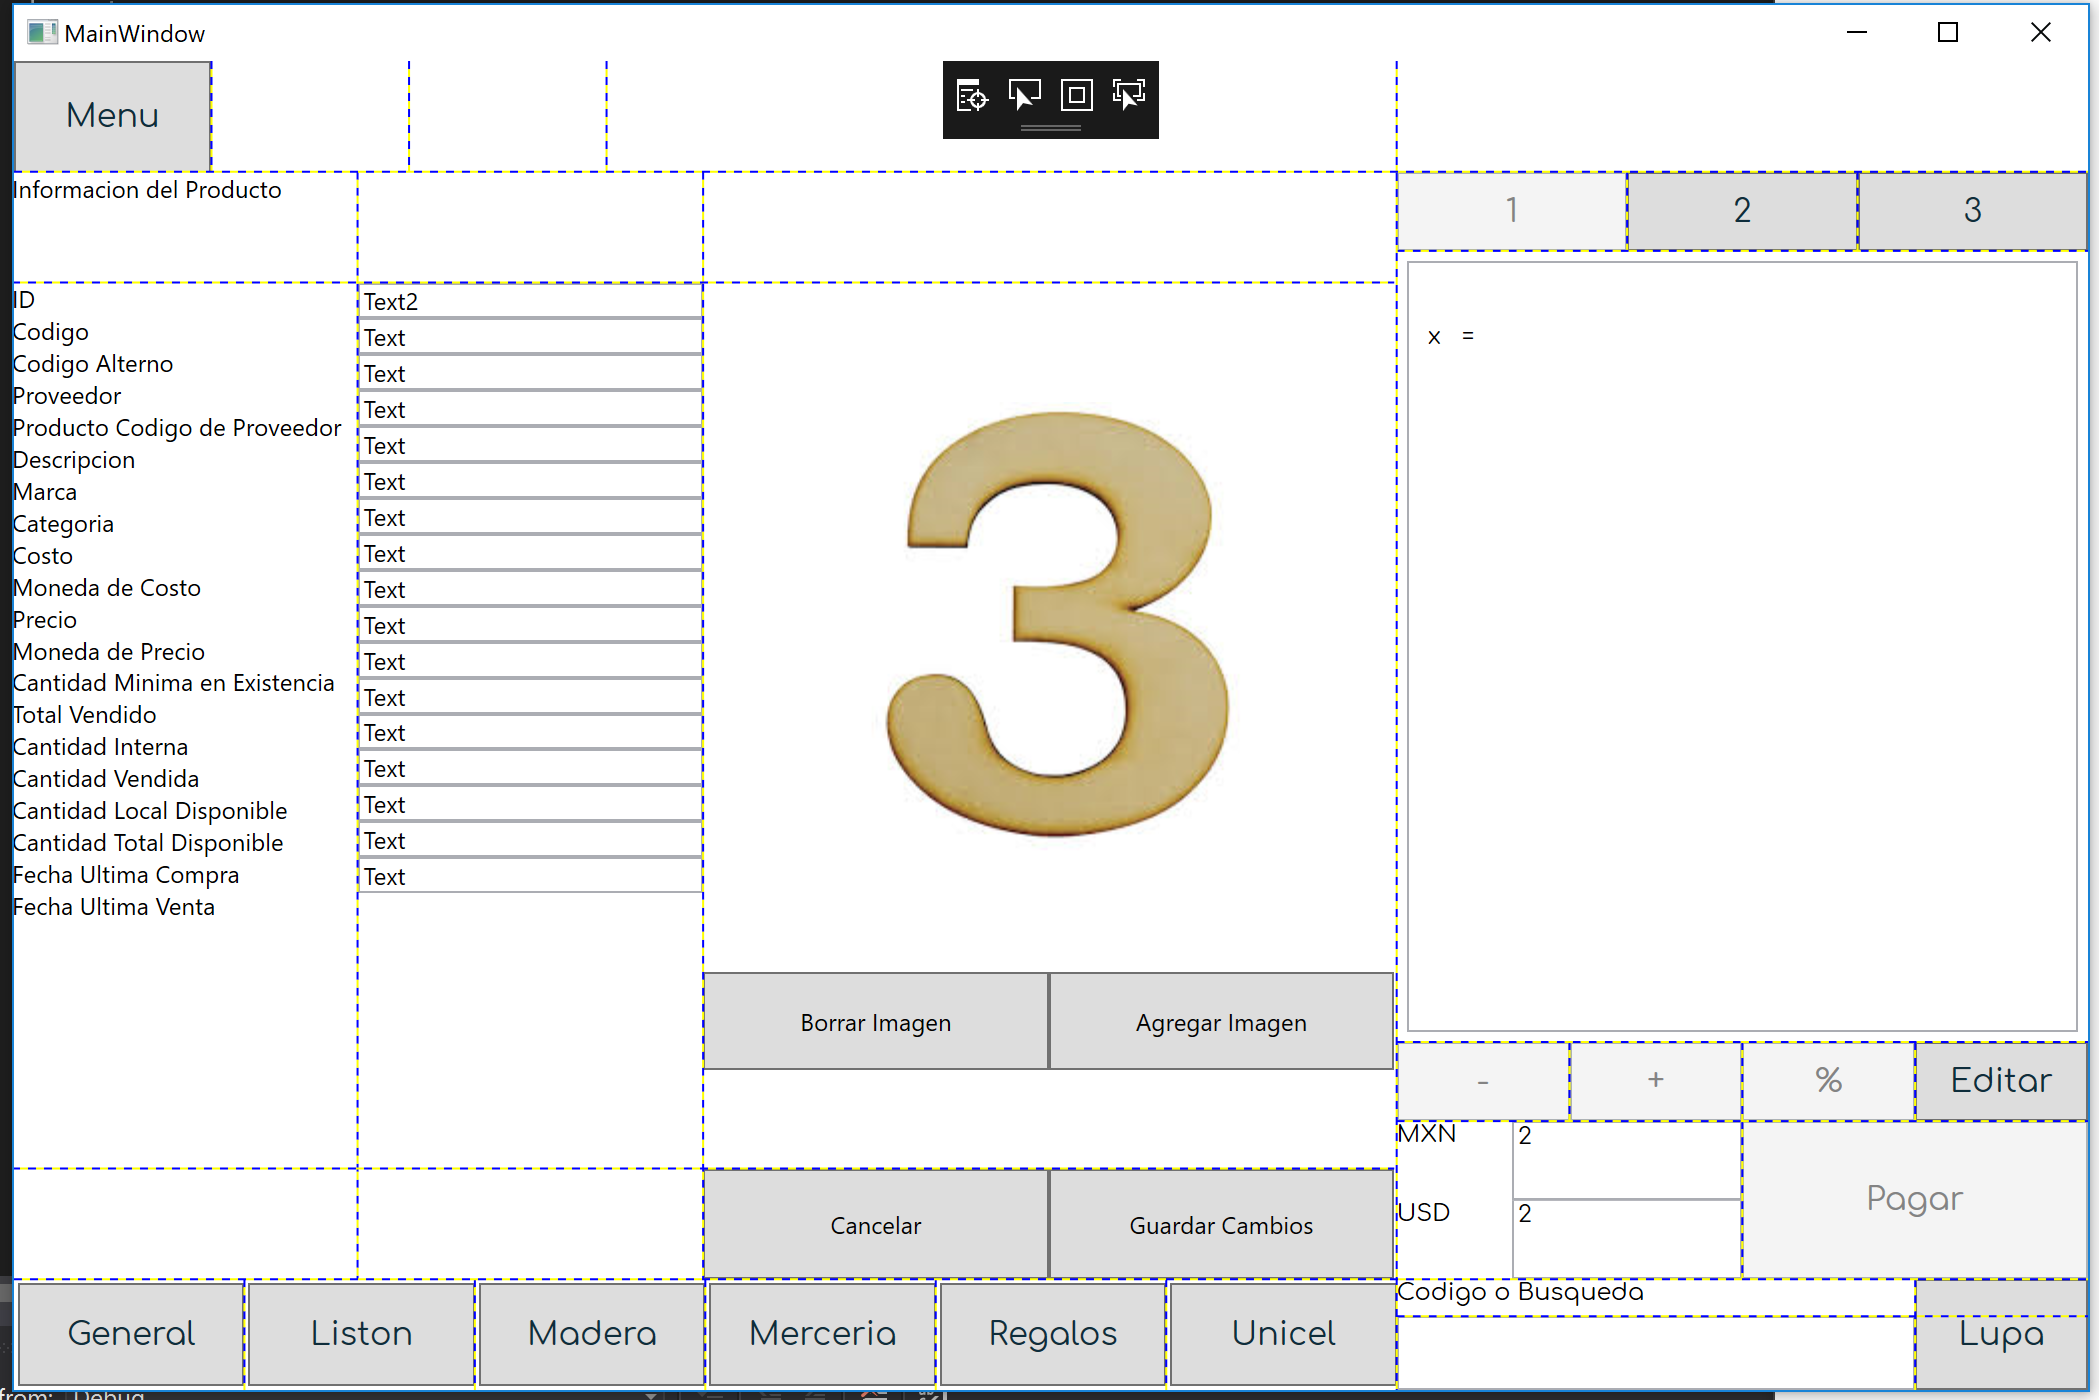 MainWindow
Menu
Informacion del Producto
1 2 3
ID Text2
Codigo Text
Codigo Alterno Text
Proveedor Text
Producto Codigo de Proveedor Text
Descripcion Text
Marca Text
Categoria Text
Costo Text
Moneda de Costo Text
Precio Text
Moneda de Precio Text
Cantidad Minima en Existencia Text
Total Vendido Text
Cantidad Interna Text
Cantidad Vendida Text
Cantidad Local Disponible Text
Cantidad Total Disponible
Fecha Ultima Compra
Fecha Ultima Venta
3
x =
Borrar Imagen Agregar Imagen
- + % Editar
MXN 2
USD 2
Pagar
Cancelar Guardar Cambios
Codigo o Busqueda
General Liston Madera Merceria Regalos Unicel Lupa
from: Debug